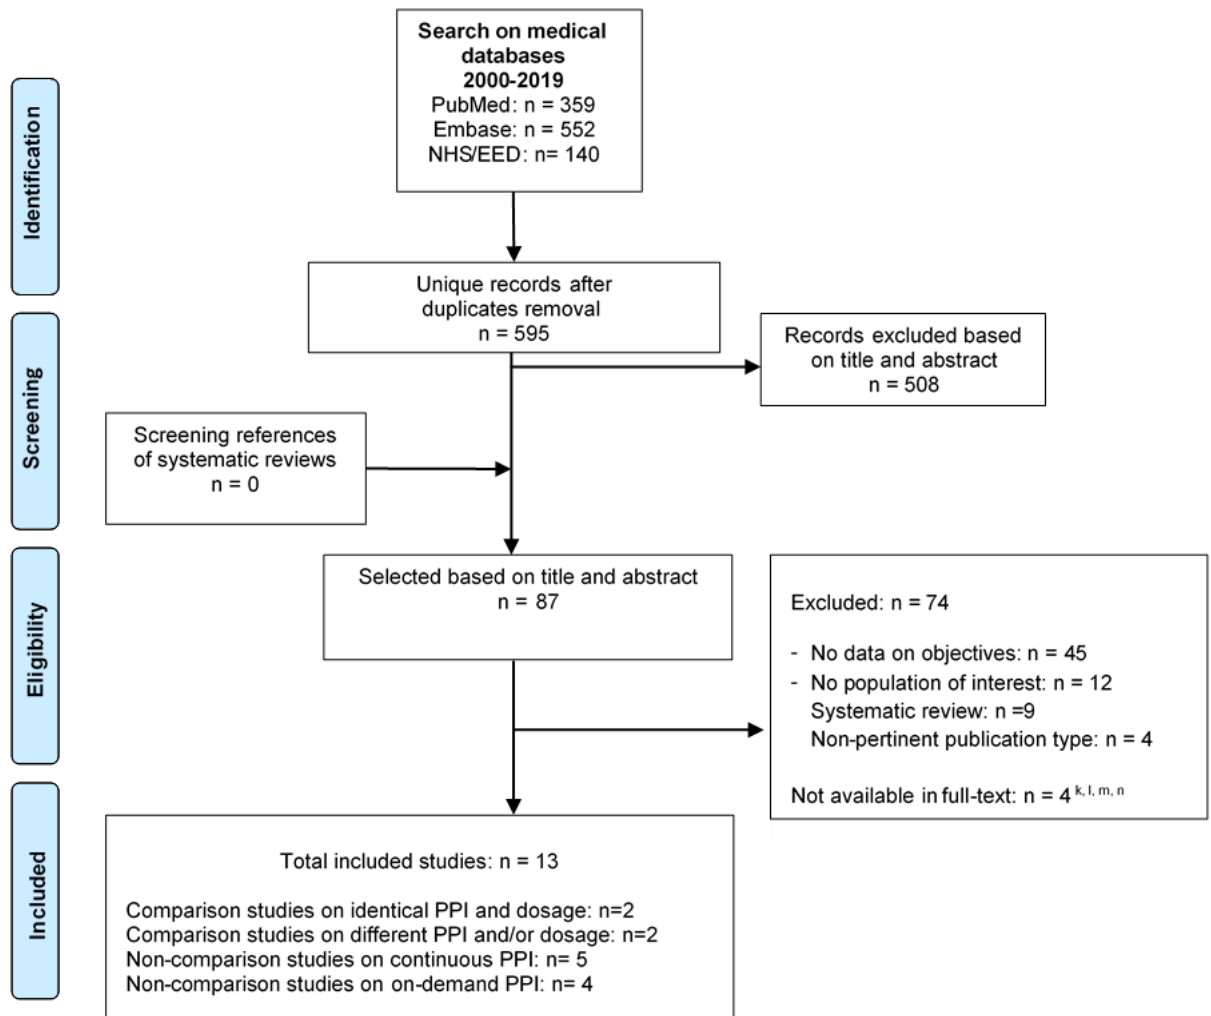 Search on medical
databases
2000-2019
PubMed: n = 359
Embase: n = 552
NHS/EED: n= 140
Identification
Unique records after
duplicates removal
n = 595
Records excluded based
on title and abstract
n = 508
Screening
Screening references
of systematic reviews
n = 0
Selected based on title and abstract
n = 87
Eligibility
Excluded: n = 74
- No data on objectives: n = 45
- No population of interest: n = 12
Systematic review: n =9
Non-pertinent publication type: n = 4
Not available in full-text: n = 4 k, l, m, n
Included
Total included studies: n = 13
Comparison studies on identical PPI and dosage: n=2
Comparison studies on different PPI and/or dosage: n=2
Non-comparison studies on continuous PPI: n= 5
Non-comparison studies on on-demand PPI: n= 4